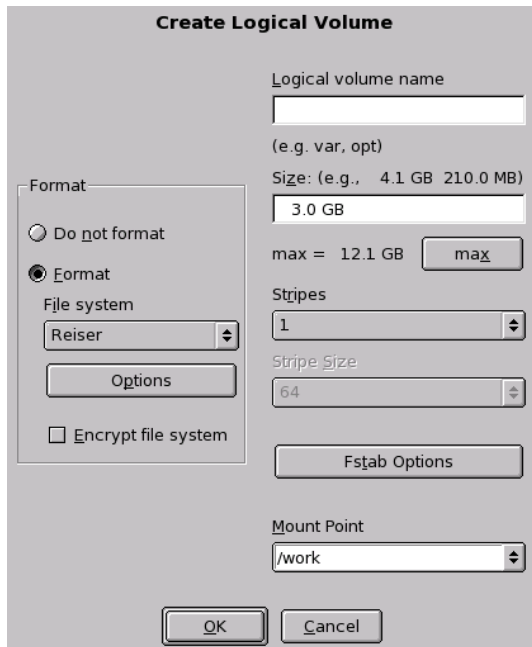 Create Logical Volume
Format
Do not format
Format
File system
Reiser
Options
Encrypt file system
Logical volume name
(e.g. var, opt)
Size: (e.g., 4.1 GB 210.0 MB)
3.0 GB
max = 12.1 GB max
Stripes
1
Stripe Size
64
Fstab Options
Mount Point
/work
OK Cancel